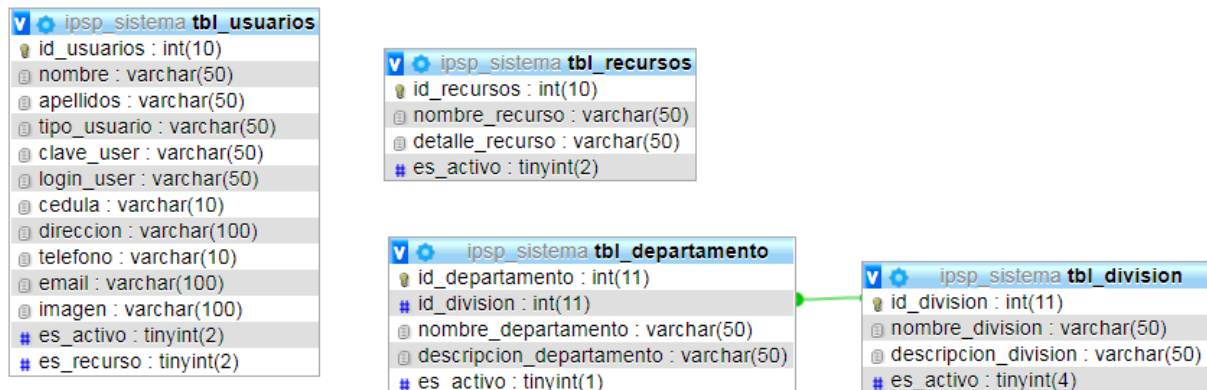 ipsp_sistema tbl_usuarios
id_usuarios : int(10)
nombre : varchar(50)
apellidos : varchar(50)
tipo_usuario : varchar(50)
clave_user : varchar(50)
login_user : varchar(50)
cedula : varchar(10)
direccion : varchar(100)
telefono : varchar(10)
email : varchar(100)
imagen : varchar(100)
es_activo : tinyint(2)
es_recurso : tinyint(2)
ipsp_sistema tbl_recursos
id_recursos : int(10)
nombre_recurso : varchar(50)
detalle_recurso : varchar(50)
es_activo : tinyint(2)
ipsp_sistema tbl_departamento
id_departamento : int(11)
id_division : int(11)
nombre_departamento : varchar(50)
descripcion_departamento : varchar(50)
es_activo : tinyint(1)
ipsp_sistema tbl_division
id_division : int(11)
nombre_division : varchar(50)
descripcion_division : varchar(50)
es_activo : tinyint(4)